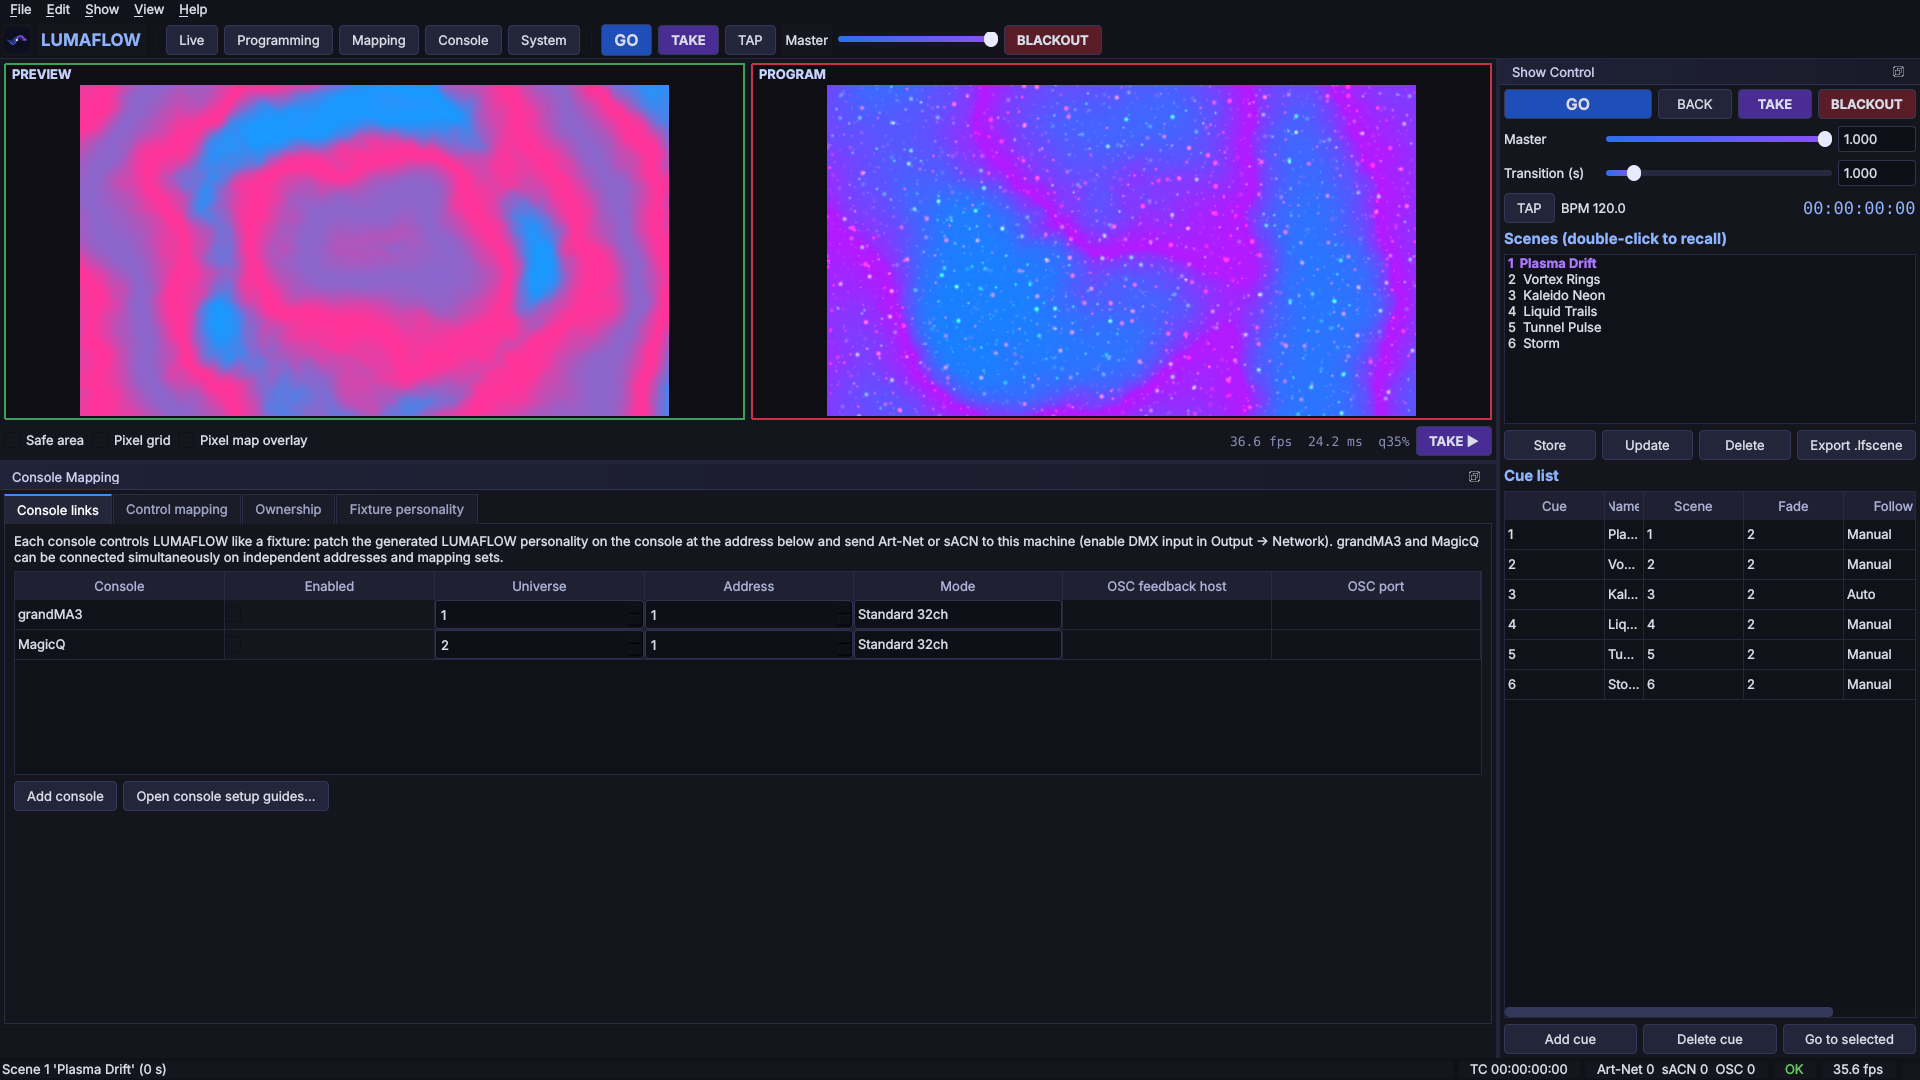 File Edit Show View Help
LUMAFLOW Live Programming Mapping Console System GO TAKE TAP Master BLACKOUT
PREVIEW
PROGRAM
Safe area Pixel grid Pixel map overlay 36.6 fps 24.2 ms q35% TAKE ▶
Console Mapping
Console links Control mapping Ownership Fixture personality
Each console controls LUMAFLOW like a fixture: patch the generated LUMAFLOW personality on the console at the address below and send Art-Net or sACN to this machine (enable DMX input in Output → Network). grandMA3 and MagicQ
can be connected simultaneously on independent addresses and mapping sets.
Console Enabled Universe Address Mode OSC feedback host OSC port
grandMA3 1 1 Standard 32ch
MagicQ 2 1 Standard 32ch
Add console Open console setup guides...
Show Control
GO BACK TAKE BLACKOUT
Master 1.000
Transition (s) 1.000
TAP BPM 120.0 00:00:00:00
Scenes (double-click to recall)
1 Plasma Drift
2 Vortex Rings
3 Kaleido Neon
4 Liquid Trails
5 Tunnel Pulse
6 Storm
Store Update Delete Export .lfscene
Cue list
Cue Name Scene Fade Follow
1 Pla... 1 2 Manual
2 Vo... 2 2 Manual
3 Kal... 3 2 Auto
4 Liq... 4 2 Manual
5 Tu... 5 2 Manual
6 Sto... 6 2 Manual
Add cue Delete cue Go to selected
Scene 1 'Plasma Drift' (0 s) TC 00:00:00:00 Art-Net 0 sACN 0 OSC 0 OK 35.6 fps